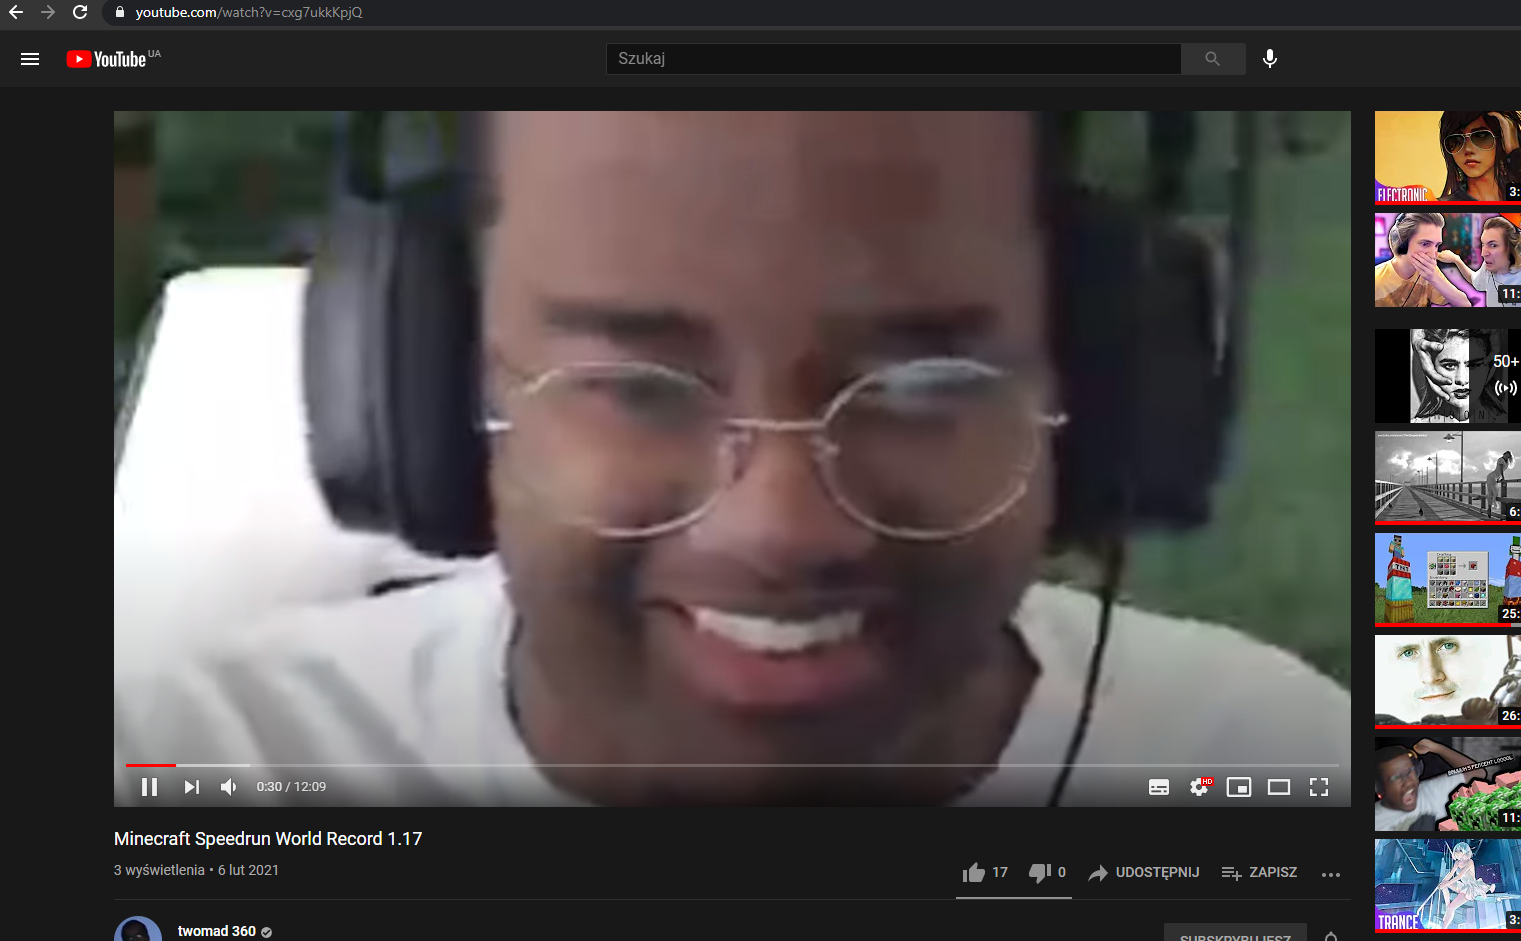 youtube.com/watch?v=cxg7ukkKpjQ
YouTube UA
Szukaj
ELECTRONIC
3:
11:
50+
6:
25:
26:
11:
TRANCE
3:
0:30 / 12:09
HD
Minecraft Speedrun World Record 1.17
3 wyświetlenia • 6 lut 2021
17
0
UDOSTĘPNIJ
ZAPISZ
twomad 360
SUBSKRYBUJESZ